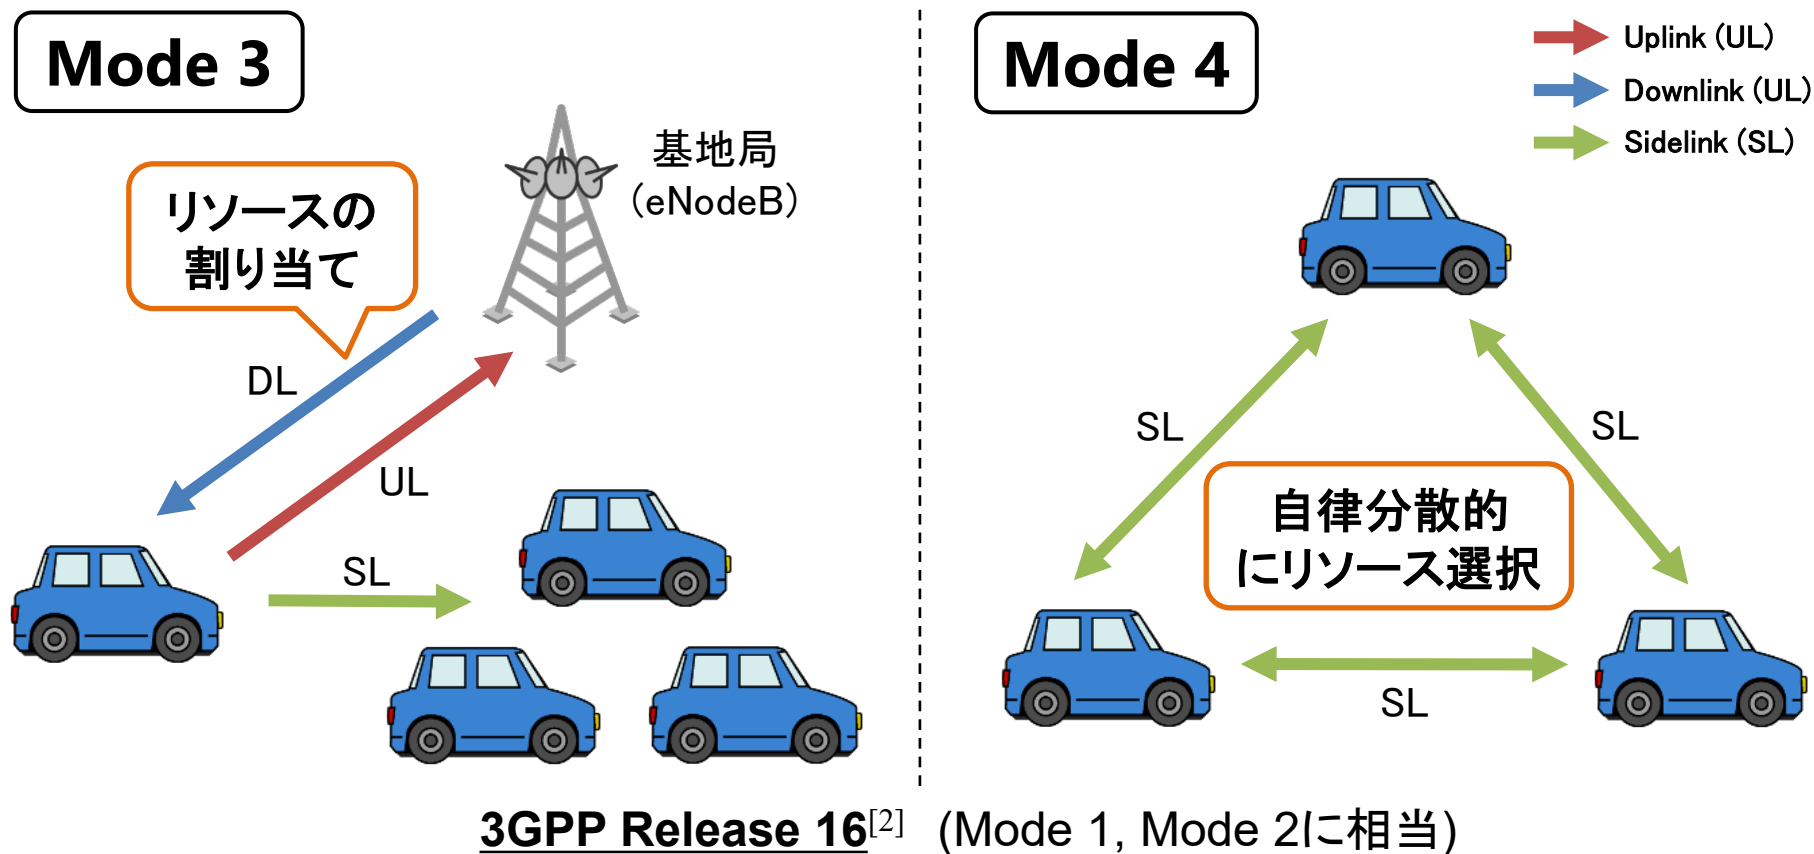 Mode 3
基地局
(eNodeB)
リソースの
割り当て
DL
UL
SL
Mode 4
Uplink (UL)
Downlink (UL)
Sidelink (SL)
SL
SL
自律分散的
にリソース選択
SL
3GPP Release 16[2] (Mode 1, Mode 2に相当)